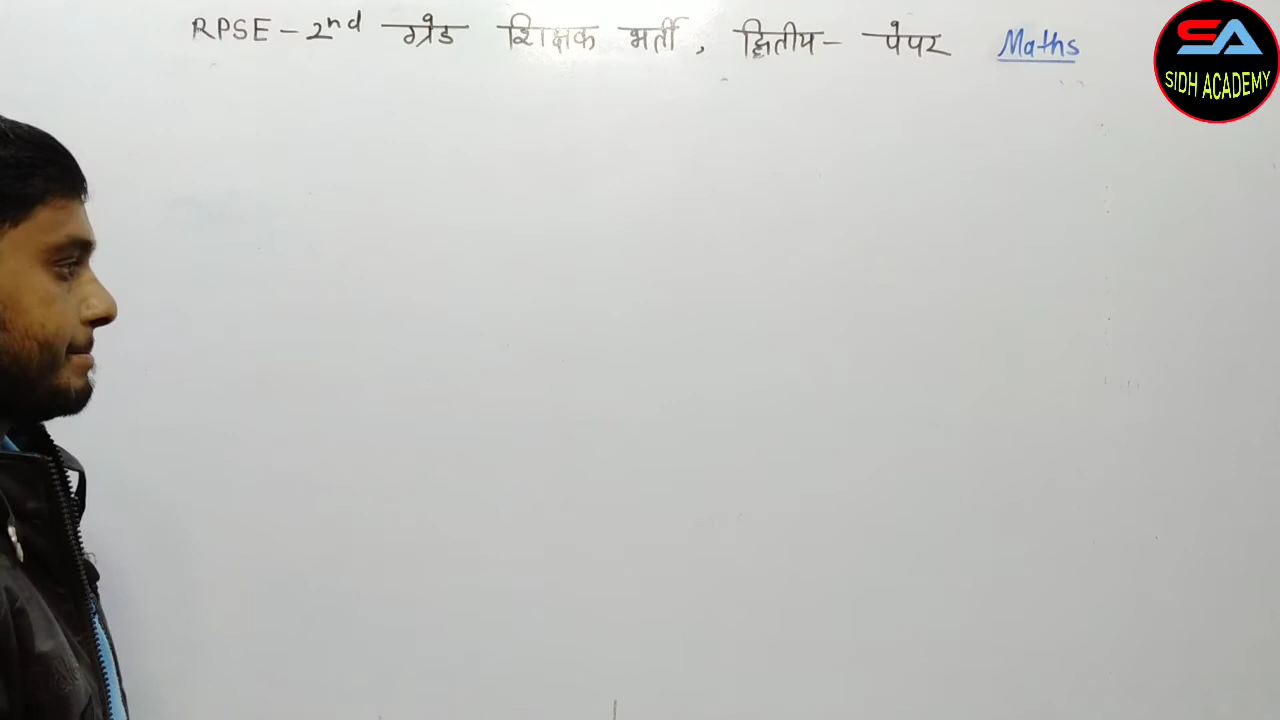 RPSE - 2nd ग्रेड शिक्षक भर्ती, द्वितीय - पेपर Maths
SA
SIDH ACADEMY